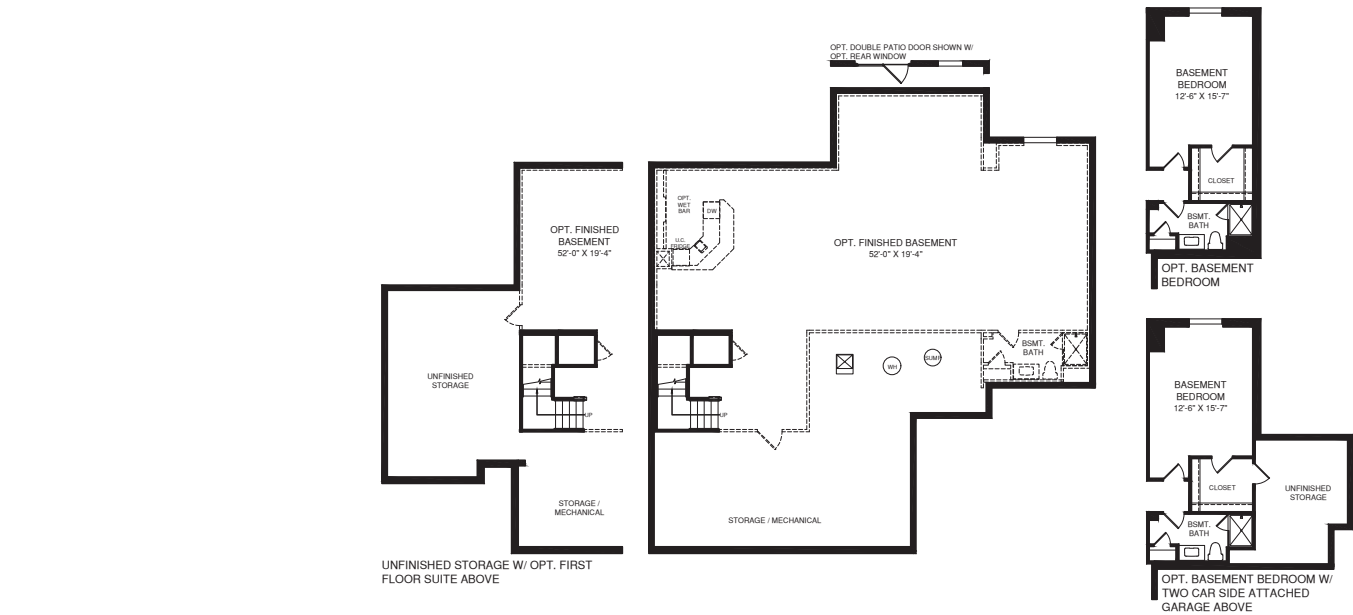 OPT. DOUBLE PATIO DOOR SHOWN W/
OPT. REAR WINDOW
OPT. FINISHED
BASEMENT
52'-0" X 19'-4"
UNFINISHED
STORAGE
UP
STORAGE /
MECHANICAL
UNFINISHED STORAGE W/ OPT. FIRST
FLOOR SUITE ABOVE
OPT.
WET
BAR
DW
U.C.
FRIDGE
OPT. FINISHED BASEMENT
52'-0" X 19'-4"
BSMT.
BATH
WH
SUMP
UP
STORAGE / MECHANICAL
BASEMENT
BEDROOM
12'-6" X 15'-7"
CLOSET
BSMT.
BATH
OPT. BASEMENT
BEDROOM
BASEMENT
BEDROOM
12'-6" X 15'-7"
CLOSET
UNFINISHED
STORAGE
BSMT.
BATH
OPT. BASEMENT BEDROOM W/
TWO CAR SIDE ATTACHED
GARAGE ABOVE